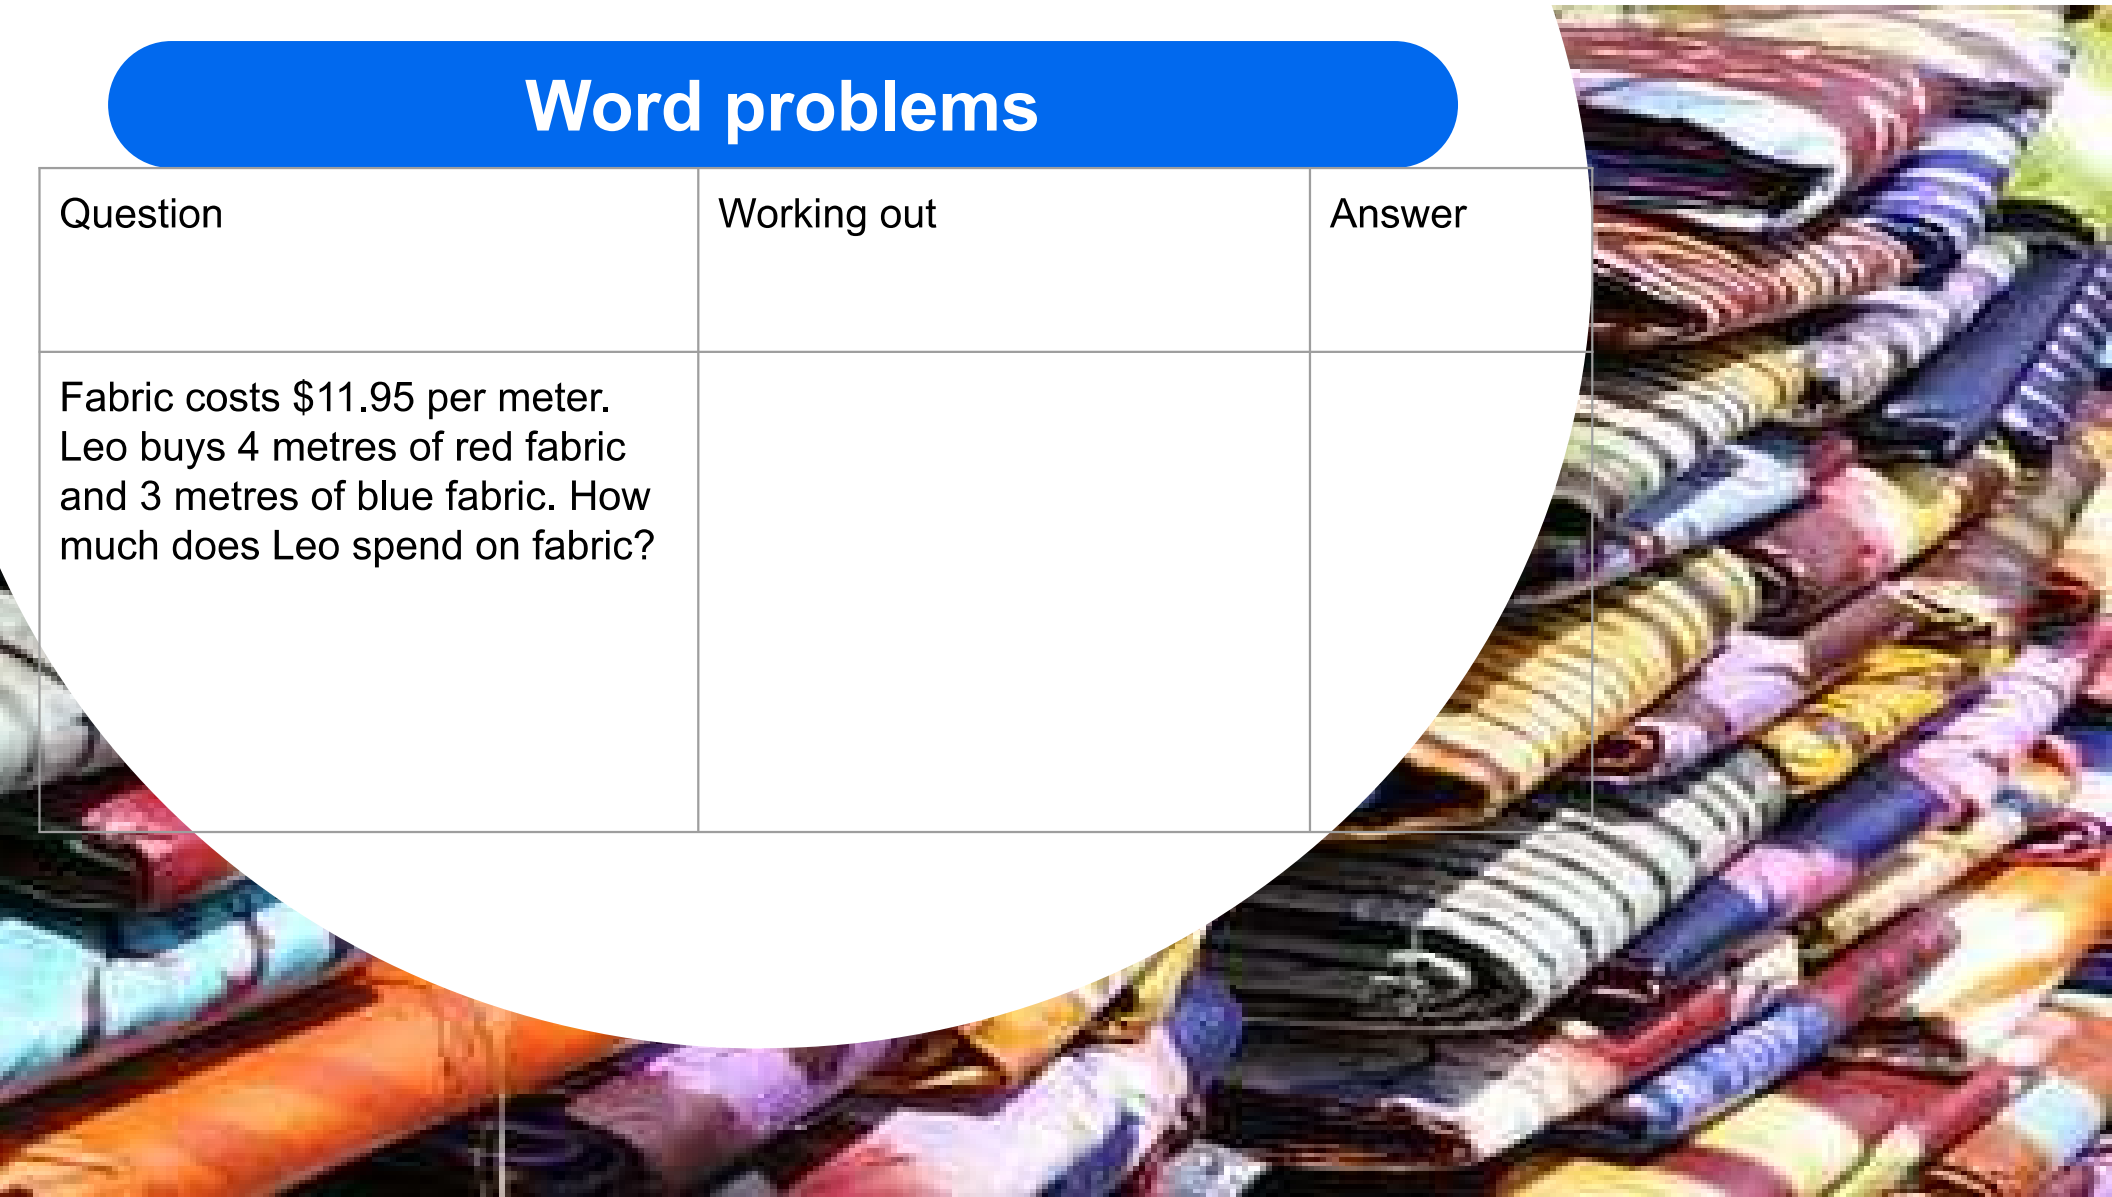 Word problems
Question
Working out
Answer
Fabric costs $11.95 per meter.
Leo buys 4 metres of red fabric
and 3 metres of blue fabric. How
much does Leo spend on fabric?